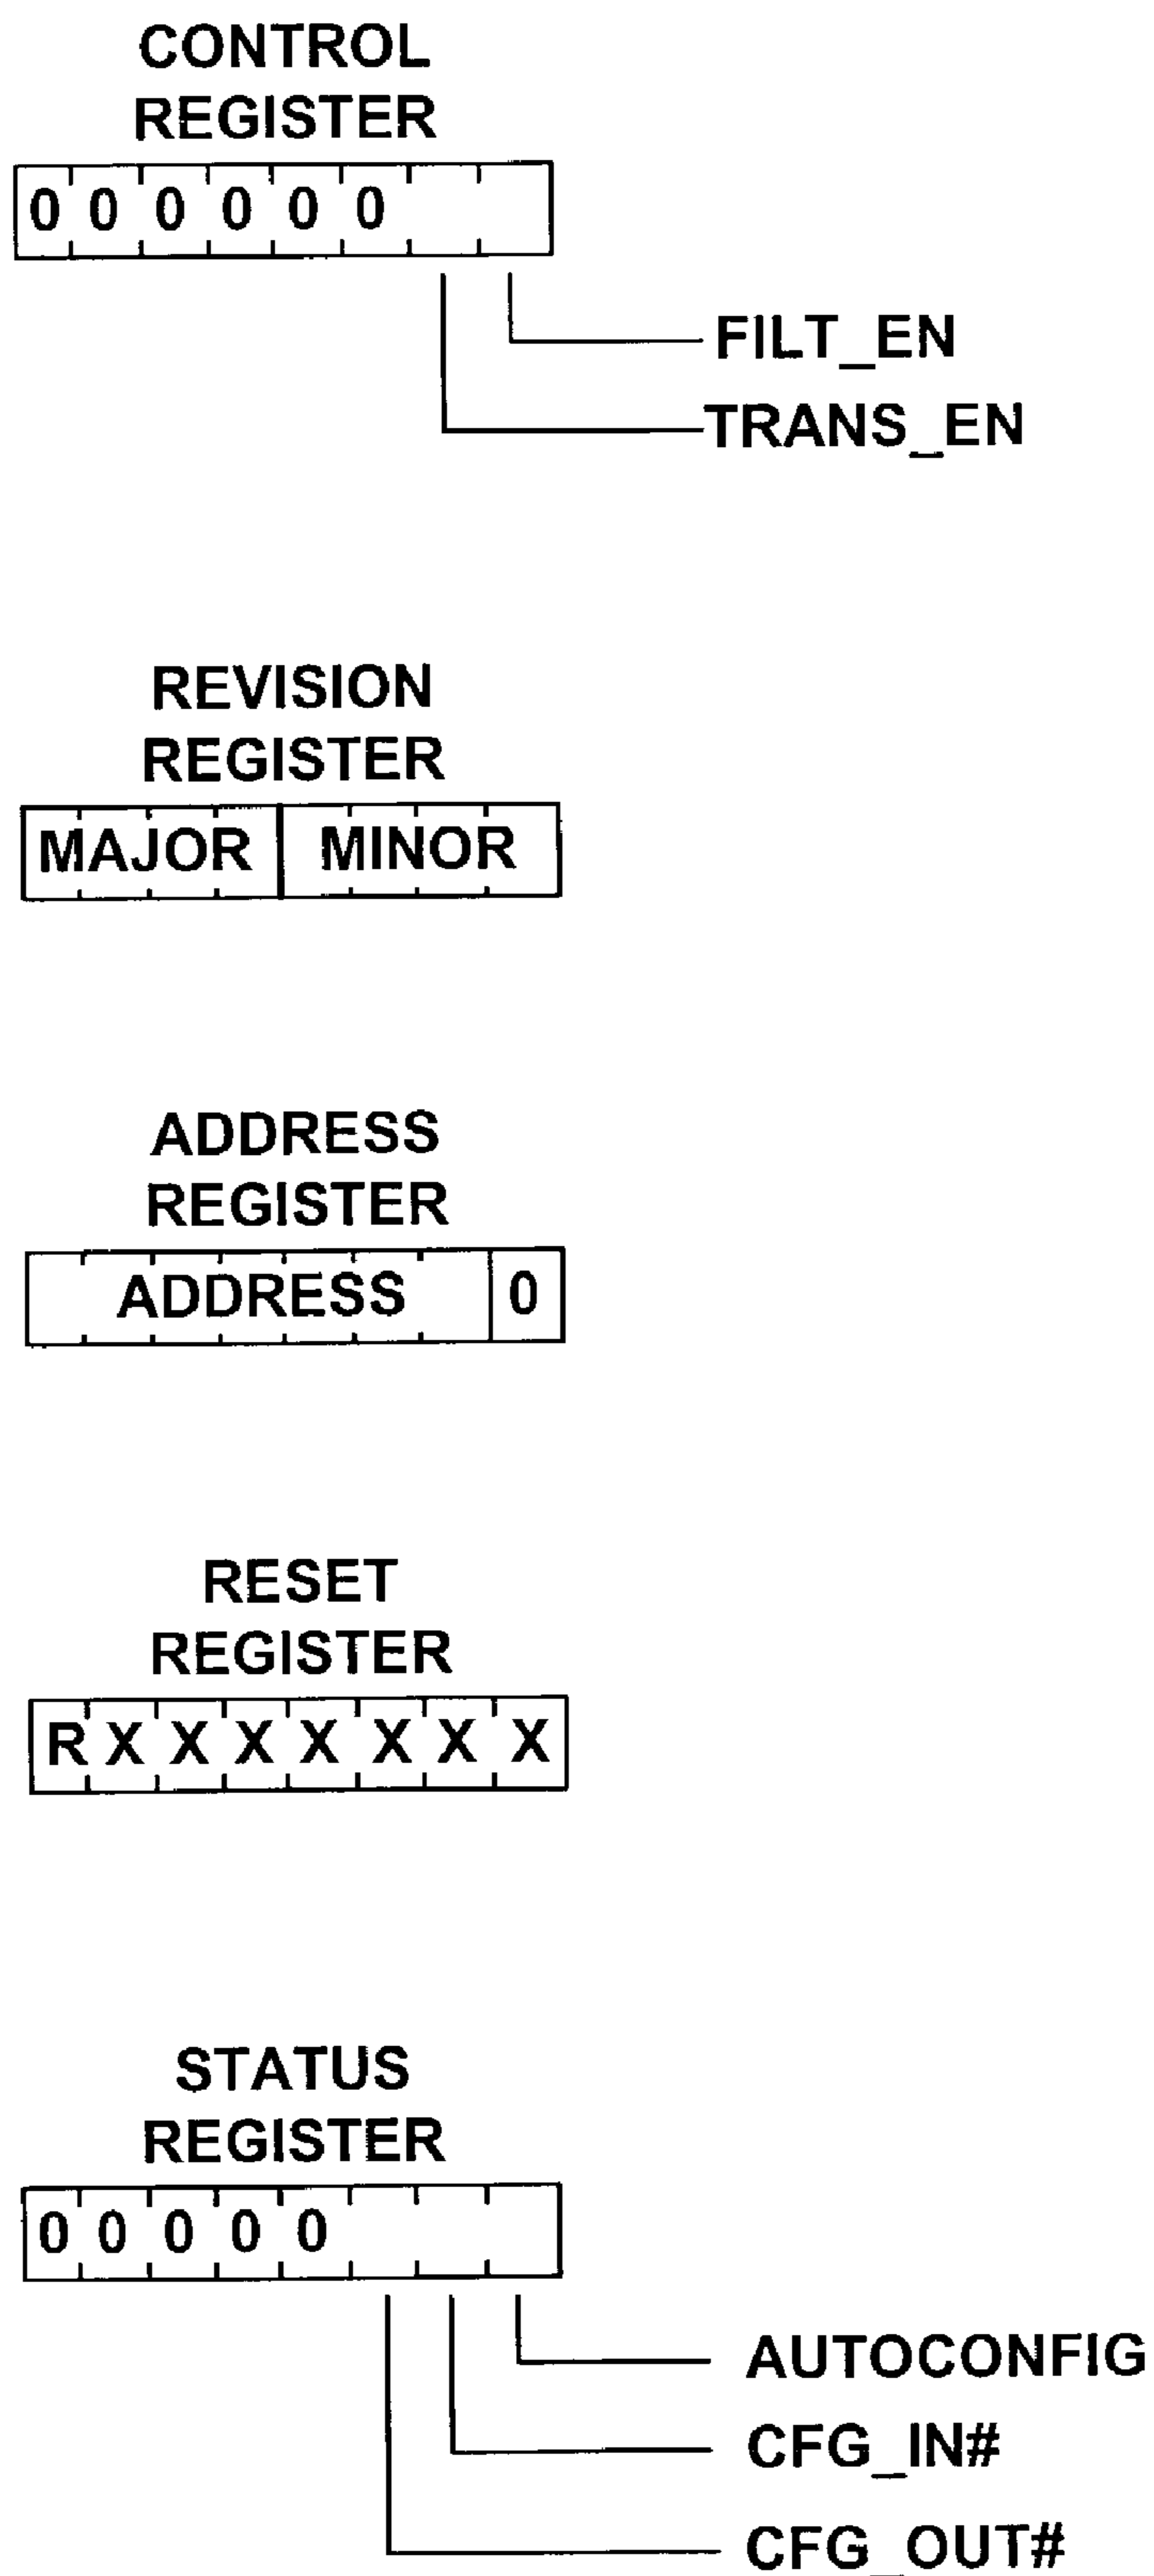 CONTROL
REGISTER
0 0 0 0 0 0
FILT_EN
TRANS_EN
REVISION
REGISTER
MAJOR MINOR
ADDRESS
REGISTER
ADDRESS 0
RESET
REGISTER
R X X X X X X X
STATUS
REGISTER
0 0 0 0 0
AUTOCONFIG
CFG_IN#
CFG_OUT#